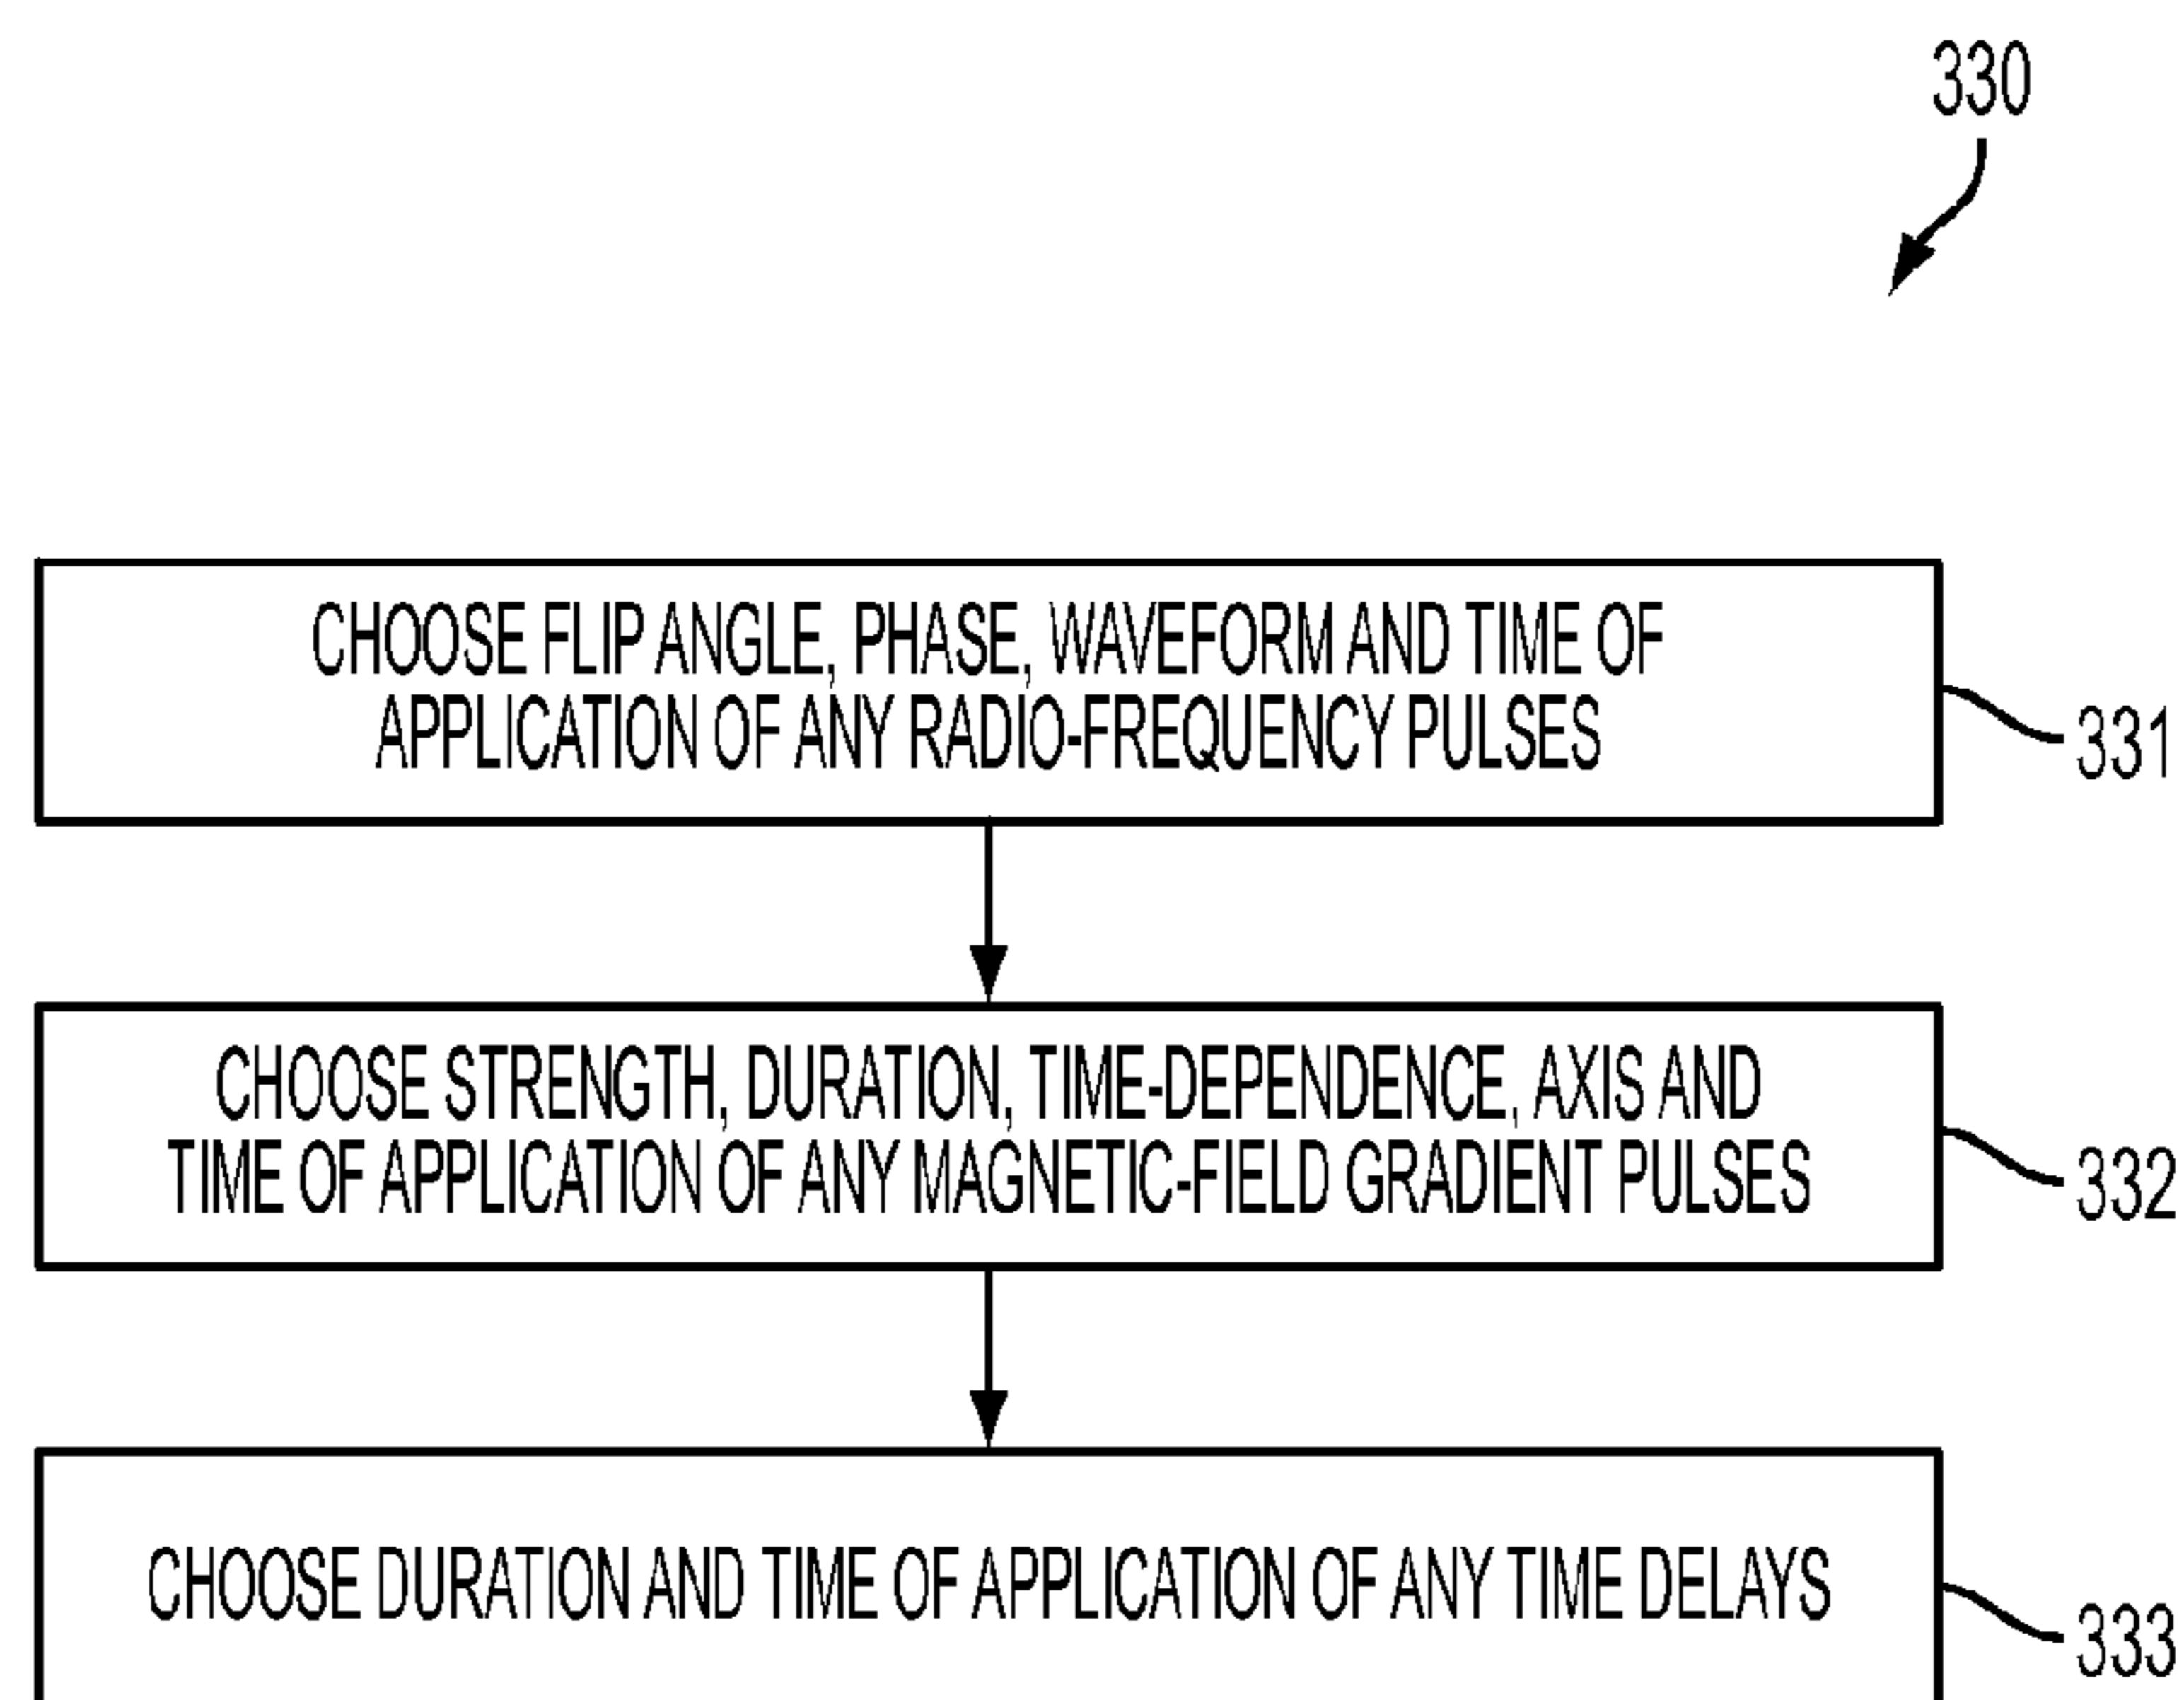 330
CHOOSE FLIP ANGLE, PHASE, WAVEFORM AND TIME OF
APPLICATION OF ANY RADIO-FREQUENCY PULSES
331
CHOOSE STRENGTH, DURATION, TIME-DEPENDENCE, AXIS AND
TIME OF APPLICATION OF ANY MAGNETIC-FIELD GRADIENT PULSES
332
CHOOSE DURATION AND TIME OF APPLICATION OF ANY TIME DELAYS
333